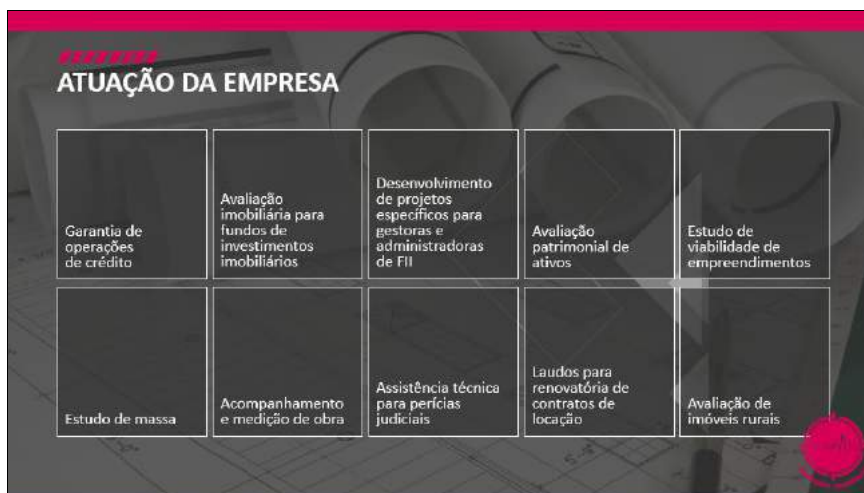 ATUAÇÃO DA EMPRESA
Garantia de
operações
de crédito
Avaliação
imobiliária para
fundos de
investimentos
imobiliários
Desenvolvimento
de projetos
específicos para
gestoras e
administradoras
de FII
Avaliação
patrimonial de
ativos
Estudo de
viabilidade de
empreendimentos
Estudo de massa
Acompanhamento
e medição de obra
Assistência técnica
para perícias
judiciais
Laudos para
renovatória de
contratos de
locação
Avaliação de
imóveis rurais